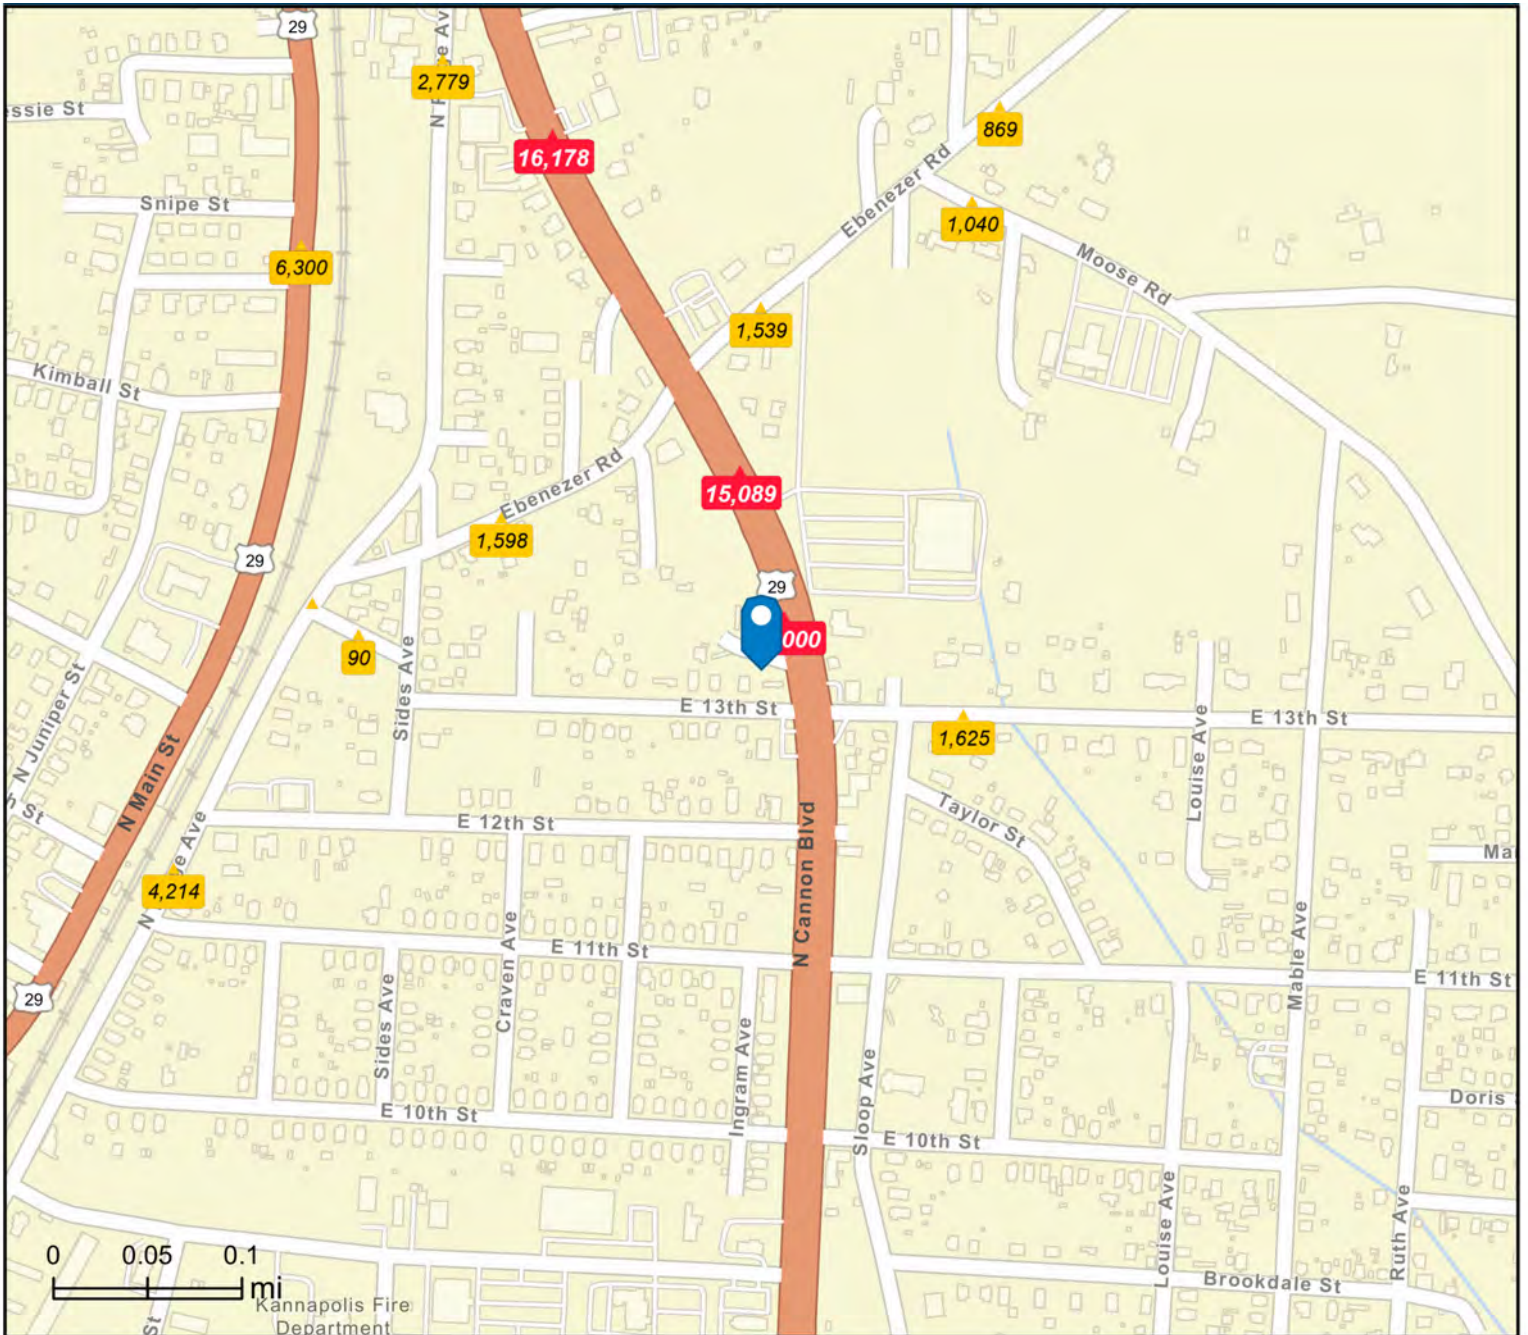 29
2,779
essie St
16,178
869
Snipe St
Ebenezer Rd
1,040
6,300
Moose Rd
1,539
Kimball St
15,089
Ebenezer Rd
1,598
29
29
000
90
Sides Ave
E 13th St
1,625
E 13th St
N Juniper St
Louise Ave
N Main St
h St
E 12th St
Taylor St
N Cannon Blvd
4,214
E 11th St
Craven Ave
Mable Ave
E 11th St
29
Sides Ave
Ingram Ave
Sloop Ave
Doris
E 10th St
E 10th St
Louise Ave
Ruth Ave
Brookdale St
0 0.05 0.1
mi
Kannapolis Fire
Department
St